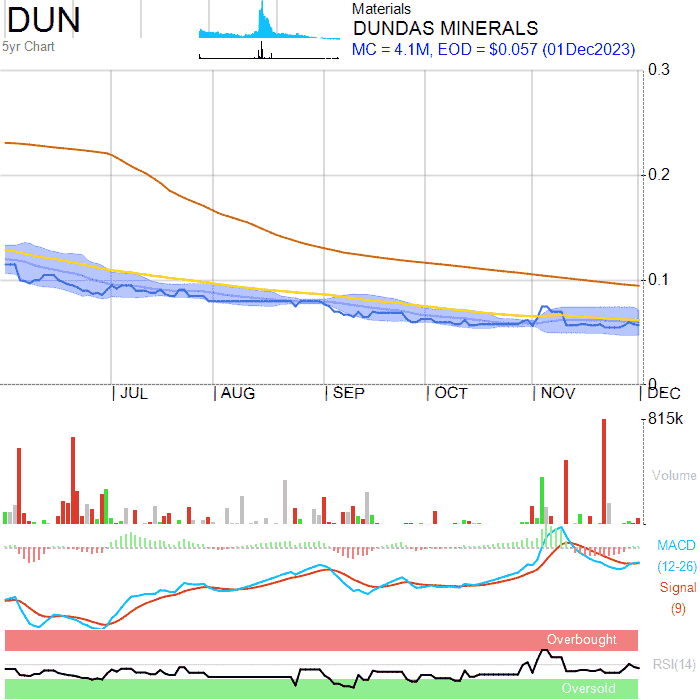 DUN
5yr Chart
Materials
DUNDAS MINERALS
MC = 4.1M, EOD = $0.057 (01Dec2023)
0.3
0.2
0.1
0
JUL AUG SEP OCT NOV DEC
815k
Volume
MACD
(12-26)
Signal
(9)
Overbought
RSI(14)
Oversold